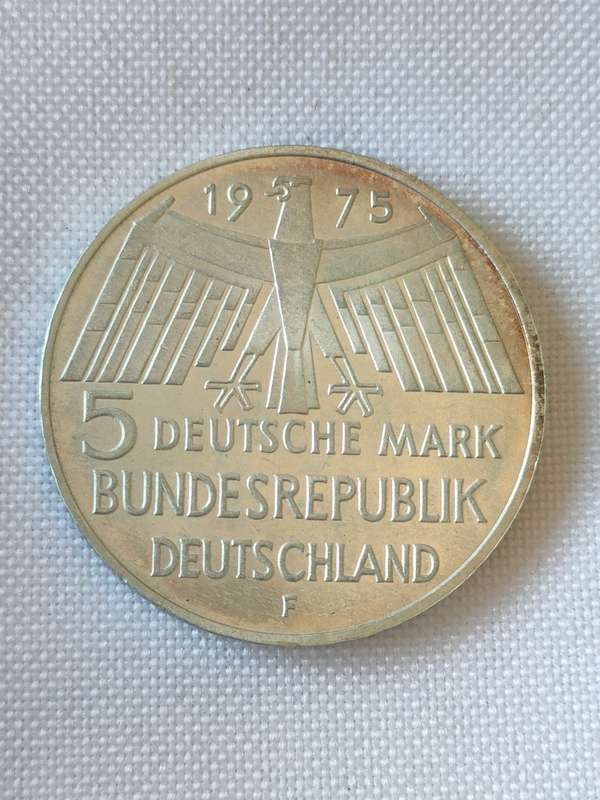 1975
5 DEUTSCHE MARK
BUNDESREPUBLIK
DEUTSCHLAND
F